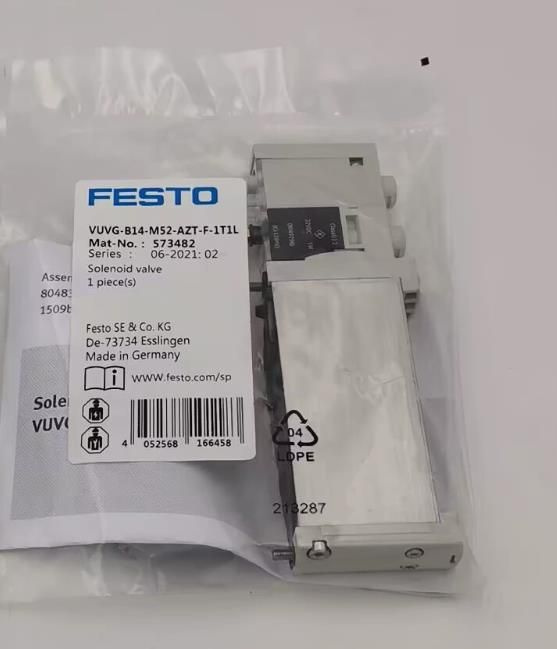 FESTO
VUVG-B14-M52-AZT-F-1T1L
Mat-No. : 573482
Series : 06-2021: 02
Solenoid valve
1 piece(s)
Festo SE & Co. KG
De-73734 Esslingen
Made in Germany
i www.festo.com/sp
4 052568 166458
Assem
8048
1509b
Sole
VUV
04
LDPE
213287